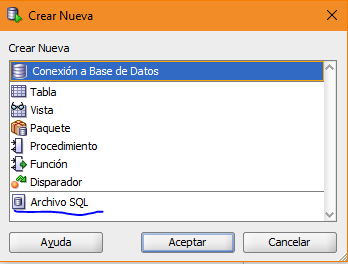 Crear Nueva
Crear Nueva
Conexión a Base de Datos
Tabla
Vista
Paquete
Procedimiento
Función
Disparador
Archivo SQL
Ayuda
Aceptar
Cancelar